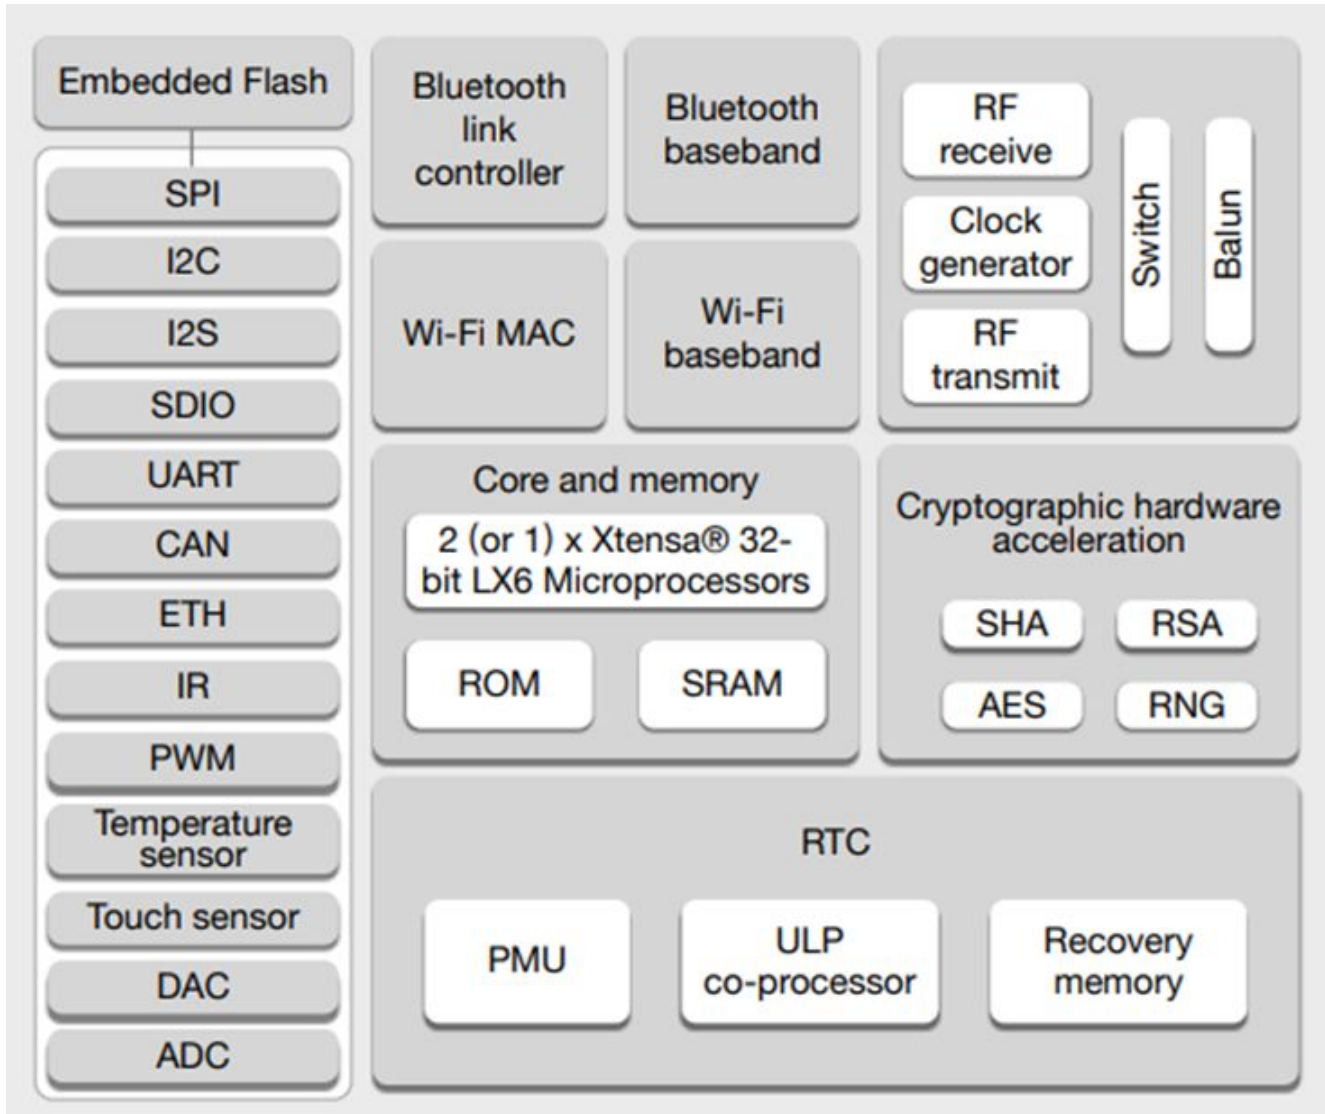 Embedded Flash
SPI
I2C
I2S
SDIO
UART
CAN
ETH
IR
PWM
Temperature
sensor
Touch sensor
DAC
ADC
Bluetooth
link
controller
Bluetooth
baseband
Wi-Fi MAC
Wi-Fi
baseband
RF
receive
Clock
generator
RF
transmit
Switch
Balun
Core and memory
2 (or 1) x Xtensa® 32-
bit LX6 Microprocessors
ROM
SRAM
Cryptographic hardware
acceleration
SHA
RSA
AES
RNG
RTC
PMU
ULP
co-processor
Recovery
memory